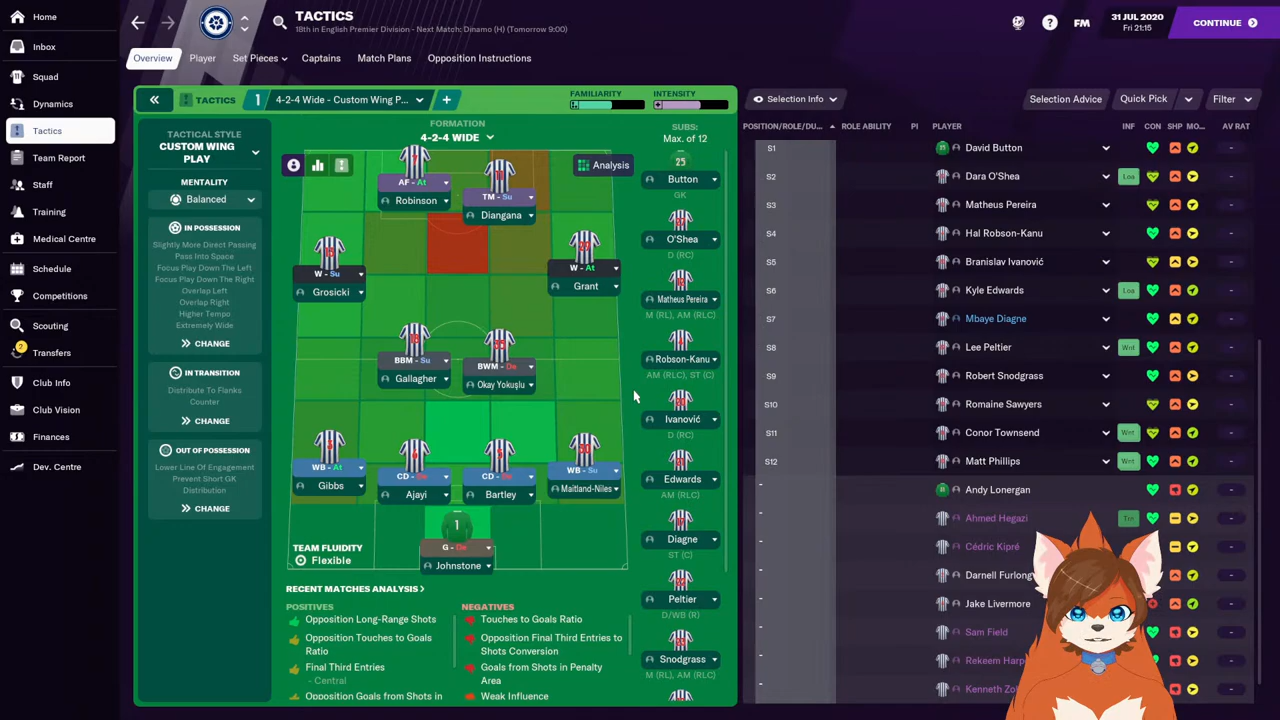 Home
Inbox
Squad
Dynamics
Tactics
Team Report
Staff
Training
Medical Centre
Schedule
Competitions
Scouting
2
Transfers
Club Info
Club Vision
Finances
Dev. Centre
TACTICS
18th in English Premier Division - Next Match: Dinamo (H) (Tomorrow 9:00)
FM
31 JUL 2020
Fri 21:15
CONTINUE
Overview
Player
Set Pieces
Captains
Match Plans
Opposition Instructions
TACTICS
1
4-2-4 Wide - Custom Wing P...
FAMILIARITY
INTENSITY
TACTICAL STYLE
CUSTOM WING
PLAY
MENTALITY
Balanced
IN POSSESSION
Slightly More Direct Passing
Pass Into Space
Focus Play Down The Left
Focus Play Down The Right
Overlap Left
Overlap Right
Higher Tempo
Extremely Wide
CHANGE
IN TRANSITION
Distribute To Flanks
Counter
CHANGE
OUT OF POSSESSION
Lower Line Of Engagement
Prevent Short GK
Distribution
CHANGE
FORMATION
4-2-4 WIDE
Analysis
AF - At
Robinson
TM - Su
Diangana
W - Su
Grosicki
W - At
Grant
BBM - Su
Gallagher
BWM - De
Okay Yokuşlu
WB - At
Gibbs
CD - De
Ajayi
CD - De
Bartley
WB - Su
Maitland-Niles
1
G - De
Johnstone
TEAM FLUIDITY
Flexible
RECENT MATCHES ANALYSIS
POSITIVES
Opposition Long-Range Shots
Opposition Touches to Goals
Ratio
Final Third Entries
- Central
Opposition Goals from Shots in
NEGATIVES
Touches to Goals Ratio
Opposition Final Third Entries to
Shots Conversion
Goals from Shots in Penalty
Area
Weak Influence
SUBS:
Max. of 12
25
Button
GK
O'Shea
D (RC)
Matheus Pereira
M (RL), AM (RLC)
Robson-Kanu
AM (RLC), ST (C)
Ivanović
D (RC)
Edwards
AM (RLC)
Diagne
ST (C)
Peltier
D/WB (R)
Snodgrass
M (RL), AM (RLC)
Selection Info
Selection Advice
Quick Pick
Filter
POSITION/ROLE/DU...
ROLE ABILITY
PI
PLAYER
INF
CON
SHP
MO...
AV RAT
S1 David Button -
S2 Dara O'Shea Loa -
S3 Matheus Pereira -
S4 Hal Robson-Kanu -
S5 Branislav Ivanović -
S6 Kyle Edwards Loa -
S7 Mbaye Diagne -
S8 Lee Peltier Wnt -
S9 Robert Snodgrass -
S10 Romaine Sawyers -
S11 Conor Townsend Wnt -
S12 Matt Phillips Wnt -
- Andy Lonergan -
- Ahmed Hegazi Trn -
- Cédric Kipré -
- Darnell Furlong -
- Jake Livermore -
- Sam Field -
- Rekeem Harp
- Kenneth Zoh